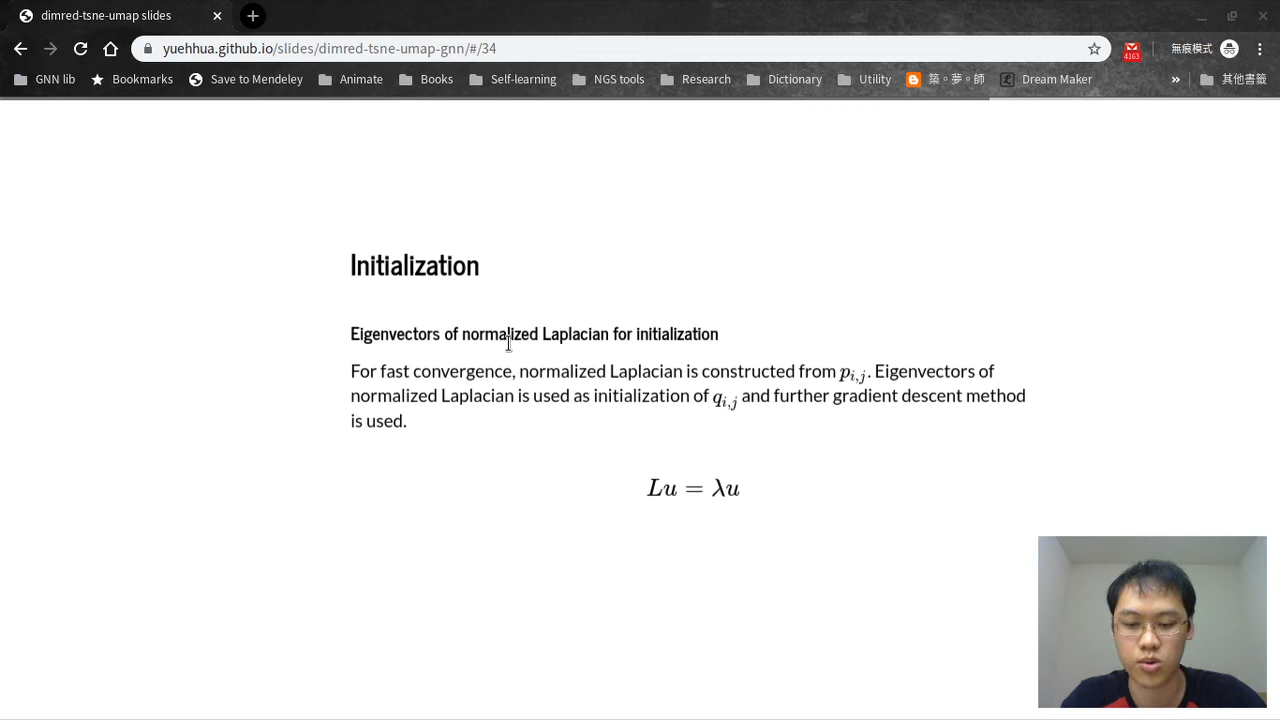 dimred-tsne-umap slides
yuehhua.github.io/slides/dimred-tsne-umap-gnn/#/34
4163
無痕模式
GNN lib Bookmarks Save to Mendeley Animate Books Self-learning NGS tools Research Dictionary Utility 築。夢。師 Dream Maker » 其他書籤
Initialization
Eigenvectors of normalized Laplacian for initialization
For fast convergence, normalized Laplacian is constructed from p_{i,j}. Eigenvectors of
normalized Laplacian is used as initialization of q_{i,j} and further gradient descent method
is used.
Lu = λu